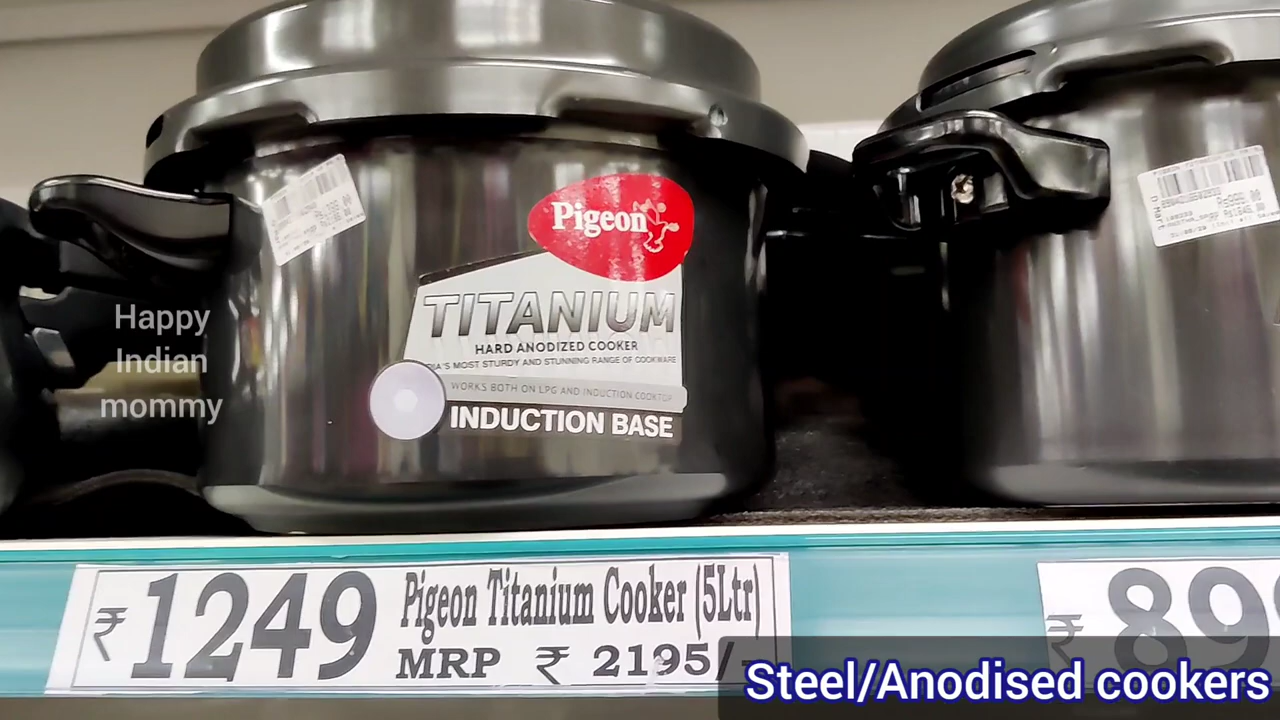 Pigeon
TITANIUM
HARD ANODIZED COOKER
IA'S MOST STURDY AND STUNNING RANGE OF COOKWARE
WORKS BOTH ON LPG AND INDUCTION COOKTOP
INDUCTION BASE
Happy
Indian
mommy
₹ 1249 Pigeon Titanium Cooker (5Ltr)
MRP ₹ 2195/-
₹ 89
Steel/Anodised cookers